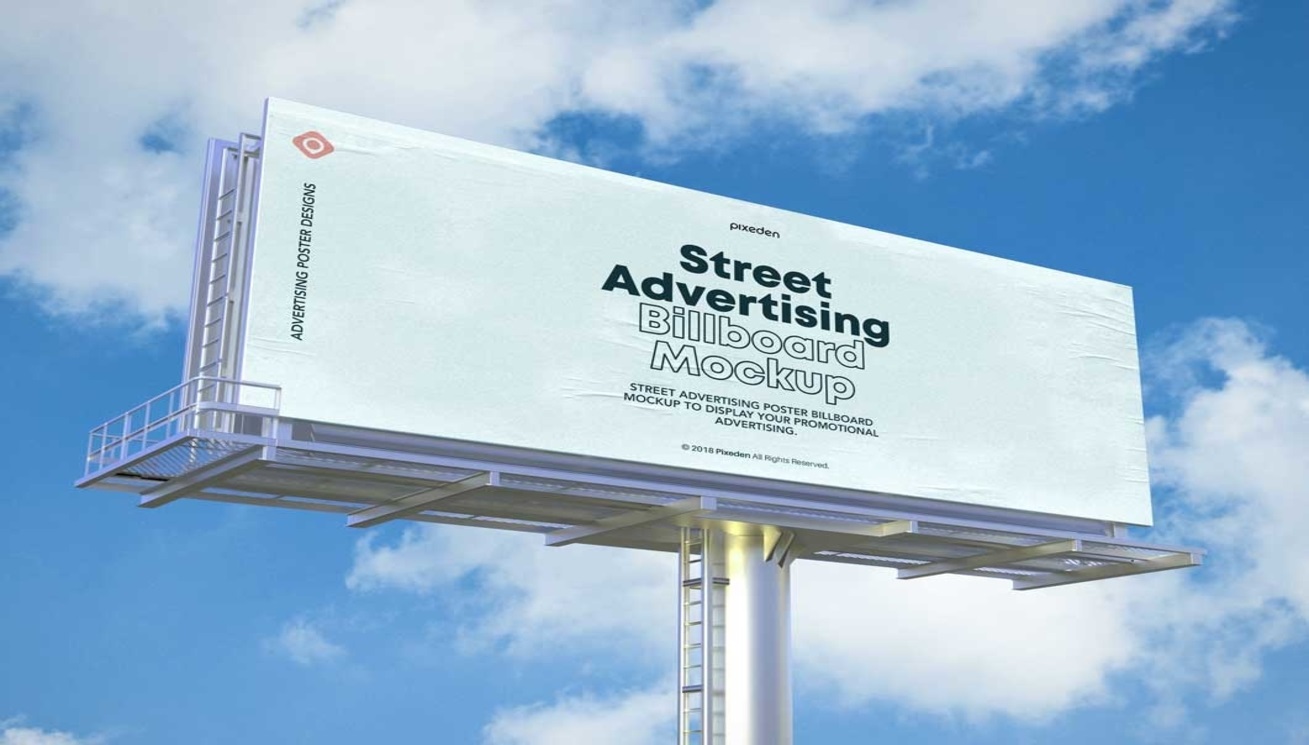 ADVERTISING POSTER DESIGNS
pixeden
Street
Advertising
Billboard
Mockup
STREET ADVERTISING POSTER BILLBOARD
MOCKUP TO DISPLAY YOUR PROMOTIONAL
ADVERTISING.
© 2018 Pixeden All Rights Reserved.